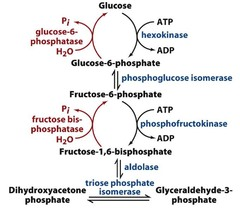 Glucose
Pi
ATP
glucose-6-
phosphatase
hexokinase
H2O
ADP
Glucose-6-phosphate
phosphoglucose isomerase
Fructose-6-phosphate
Pi
ATP
fructose bis-
phosphatase
phosphofructokinase
H2O
ADP
Fructose-1,6-bisphosphate
aldolase
Dihydroxyacetone
phosphate
triose phosphate
isomerase
Glyceraldehyde-3-
phosphate